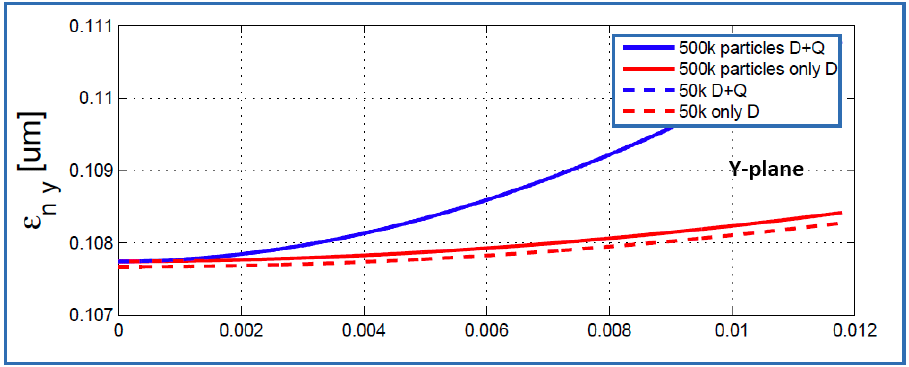 0.111
0.11
0.109
0.108
0.107
ε n y [um]
500k particles D+Q
500k particles only D
50k D+Q
50k only D
Y-plane
0 0.002 0.004 0.006 0.008 0.01 0.012